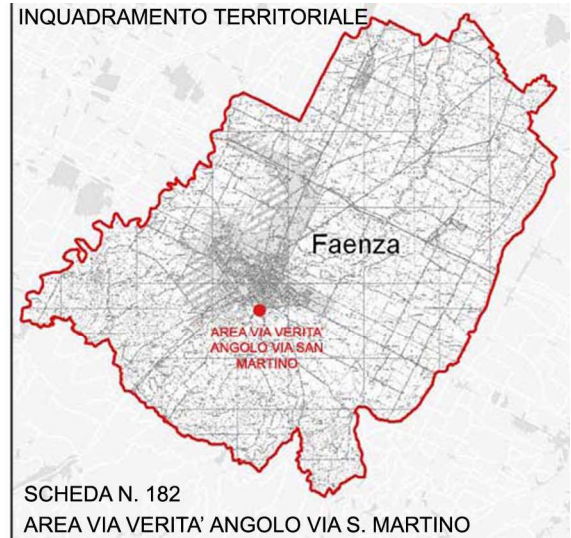 INQUADRAMENTO TERRITORIALE
Faenza
AREA VIA VERITA'
ANGOLO VIA SAN
MARTINO
SCHEDA N. 182
AREA VIA VERITA' ANGOLO VIA S. MARTINO